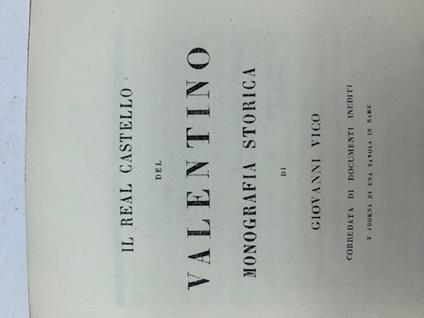 IL REAL CASTELLO
DEL
VALENTINO
MONOGRAFIA STORICA
DI
GIOVANNI VICO
CORREDATA DI DOCUMENTI INEDITI
E ADORNA DI UNA TAVOLA IN RAME